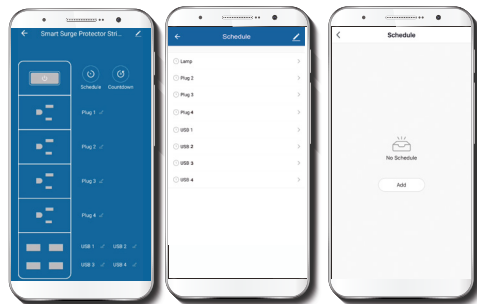 Smart Surge Protector Stri...
Schedule Countdown
Plug 1
Plug 2
Plug 3
Plug 4
USB 1 USB 2
USB 3 USB 4
Schedule
Lamp
Plug 2
Plug 3
Plug 4
USB 1
USB 2
USB 3
USB 4
Schedule
No Schedule
Add